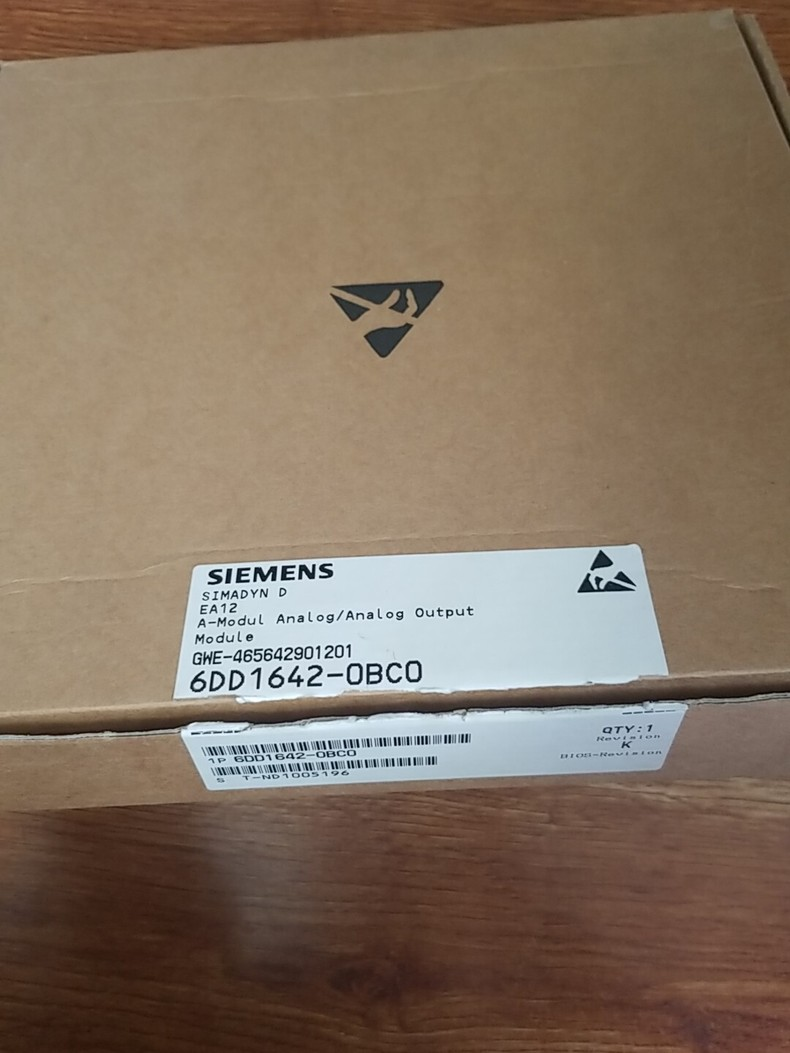 SIEMENS
SIMADYN D
EA12
A-Modul Analog/Analog Output
Module
GWE-465642901201
6DD1642-0BC0
1P 6DD1642-0BC0
S T-ND1005196
QTY:1
Revision
K
BIOS-Revision